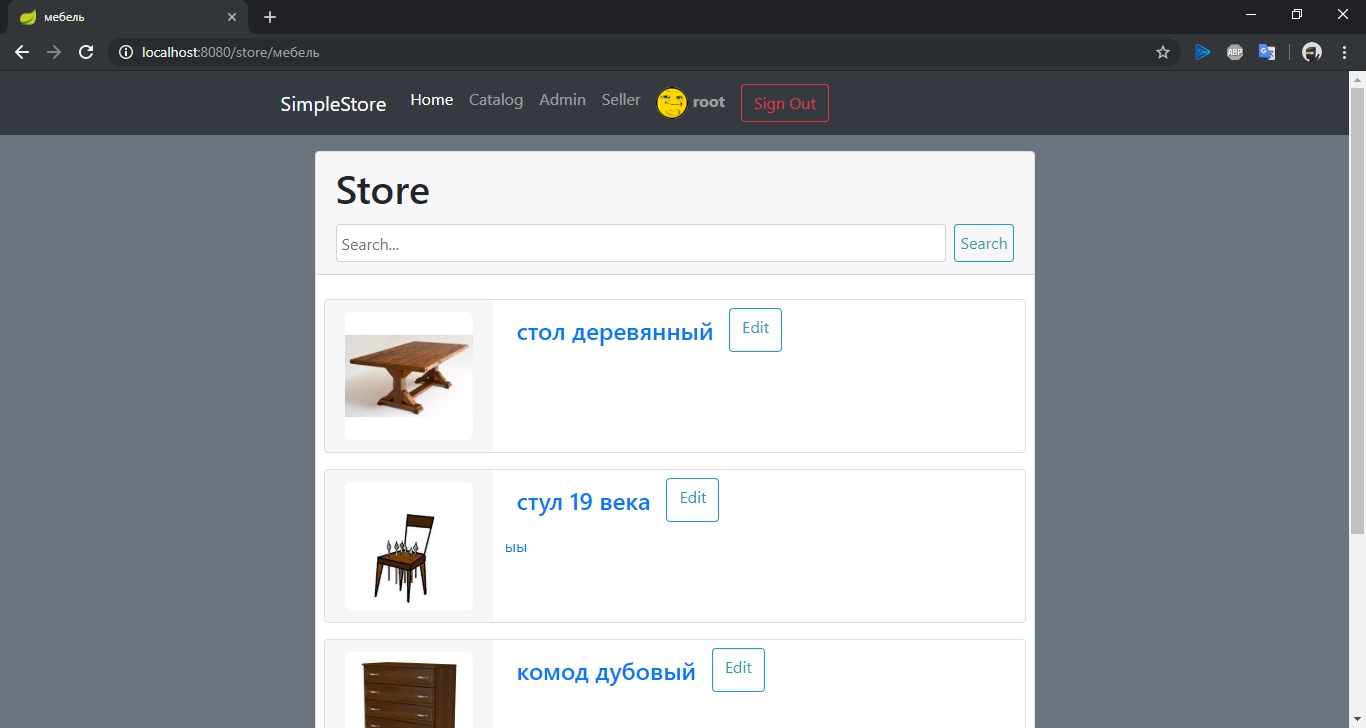 мебель
localhost:8080/store/мебель
ABP
SimpleStore Home Catalog Admin Seller root Sign Out
Store
Search... Search
стол деревянный Edit
стул 19 века Edit
ыы
комод дубовый Edit